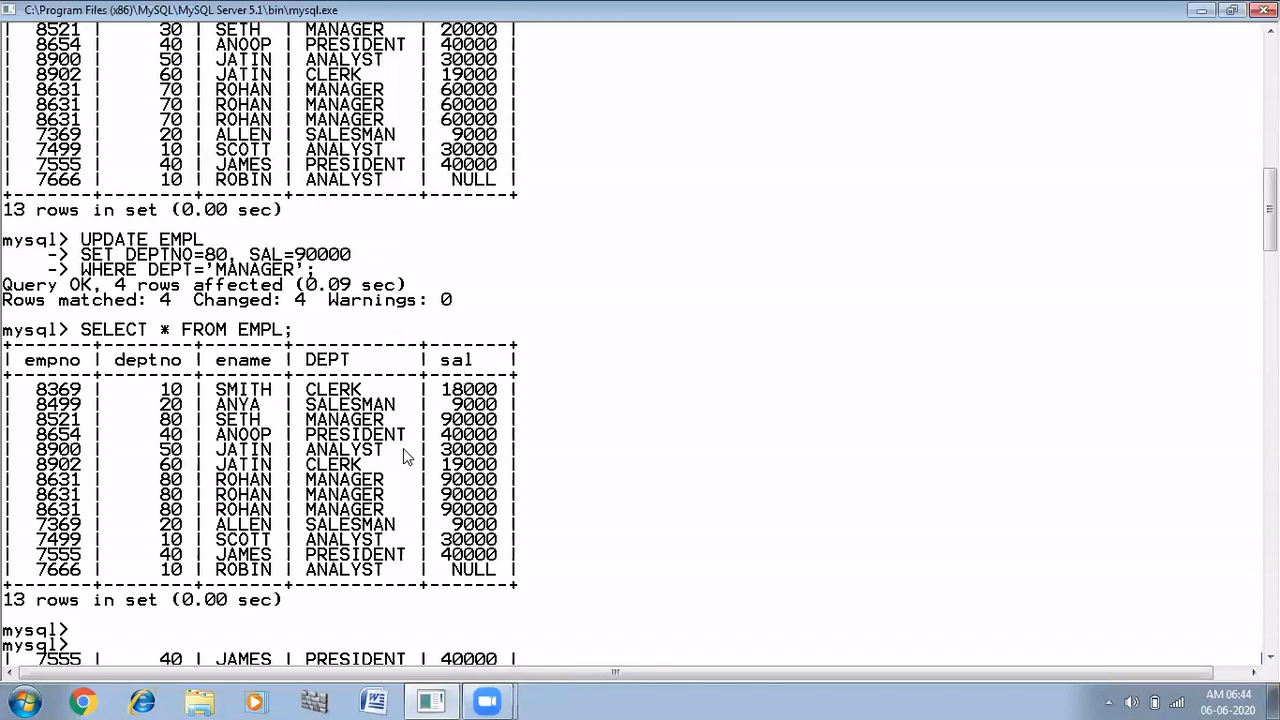 C:\Program Files (x86)\MySQL\MySQL Server 5.1\bin\mysql.exe
| 8521 | 30 | SETH | MANAGER | 20000 |
| 8654 | 40 | ANOOP | PRESIDENT | 40000 |
| 8900 | 50 | JATIN | ANALYST | 30000 |
| 8902 | 60 | JATIN | CLERK | 19000 |
| 8631 | 70 | ROHAN | MANAGER | 60000 |
| 8631 | 70 | ROHAN | MANAGER | 60000 |
| 8631 | 70 | ROHAN | MANAGER | 60000 |
| 7369 | 20 | ALLEN | SALESMAN | 9000 |
| 7499 | 10 | SCOTT | ANALYST | 30000 |
| 7555 | 40 | JAMES | PRESIDENT | 40000 |
| 7666 | 10 | ROBIN | ANALYST | NULL |
+-------+--------+-------+-----------+-------+
13 rows in set (0.00 sec)
mysql> UPDATE EMPL
-> SET DEPTNO=80, SAL=90000
-> WHERE DEPT='MANAGER';
Query OK, 4 rows affected (0.09 sec)
Rows matched: 4  Changed: 4  Warnings: 0
mysql> SELECT * FROM EMPL;
+-------+--------+-------+-----------+-------+
| empno | deptno | ename | DEPT | sal |
+-------+--------+-------+-----------+-------+
| 8369 | 10 | SMITH | CLERK | 18000 |
| 8499 | 20 | ANYA | SALESMAN | 9000 |
| 8521 | 80 | SETH | MANAGER | 90000 |
| 8654 | 40 | ANOOP | PRESIDENT | 40000 |
| 8900 | 50 | JATIN | ANALYST | 30000 |
| 8902 | 60 | JATIN | CLERK | 19000 |
| 8631 | 80 | ROHAN | MANAGER | 90000 |
| 8631 | 80 | ROHAN | MANAGER | 90000 |
| 8631 | 80 | ROHAN | MANAGER | 90000 |
| 7369 | 20 | ALLEN | SALESMAN | 9000 |
| 7499 | 10 | SCOTT | ANALYST | 30000 |
| 7555 | 40 | JAMES | PRESIDENT | 40000 |
| 7666 | 10 | ROBIN | ANALYST | NULL |
+-------+--------+-------+-----------+-------+
13 rows in set (0.00 sec)
mysql>
mysql>
| 7555 | 40 | JAMES | PRESIDENT | 40000 |
AM 06:44
06-06-2020